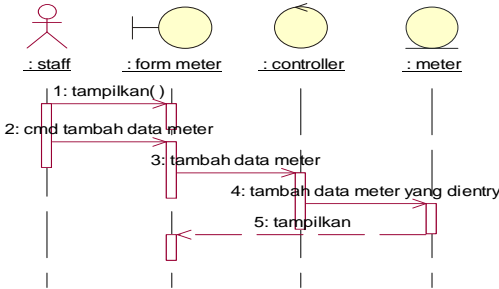 : staff
: form meter
: controller
: meter
1: tampilkan( )
2: cmd tambah data meter
3: tambah data meter
4: tambah data meter yang dientry
5: tampilkan